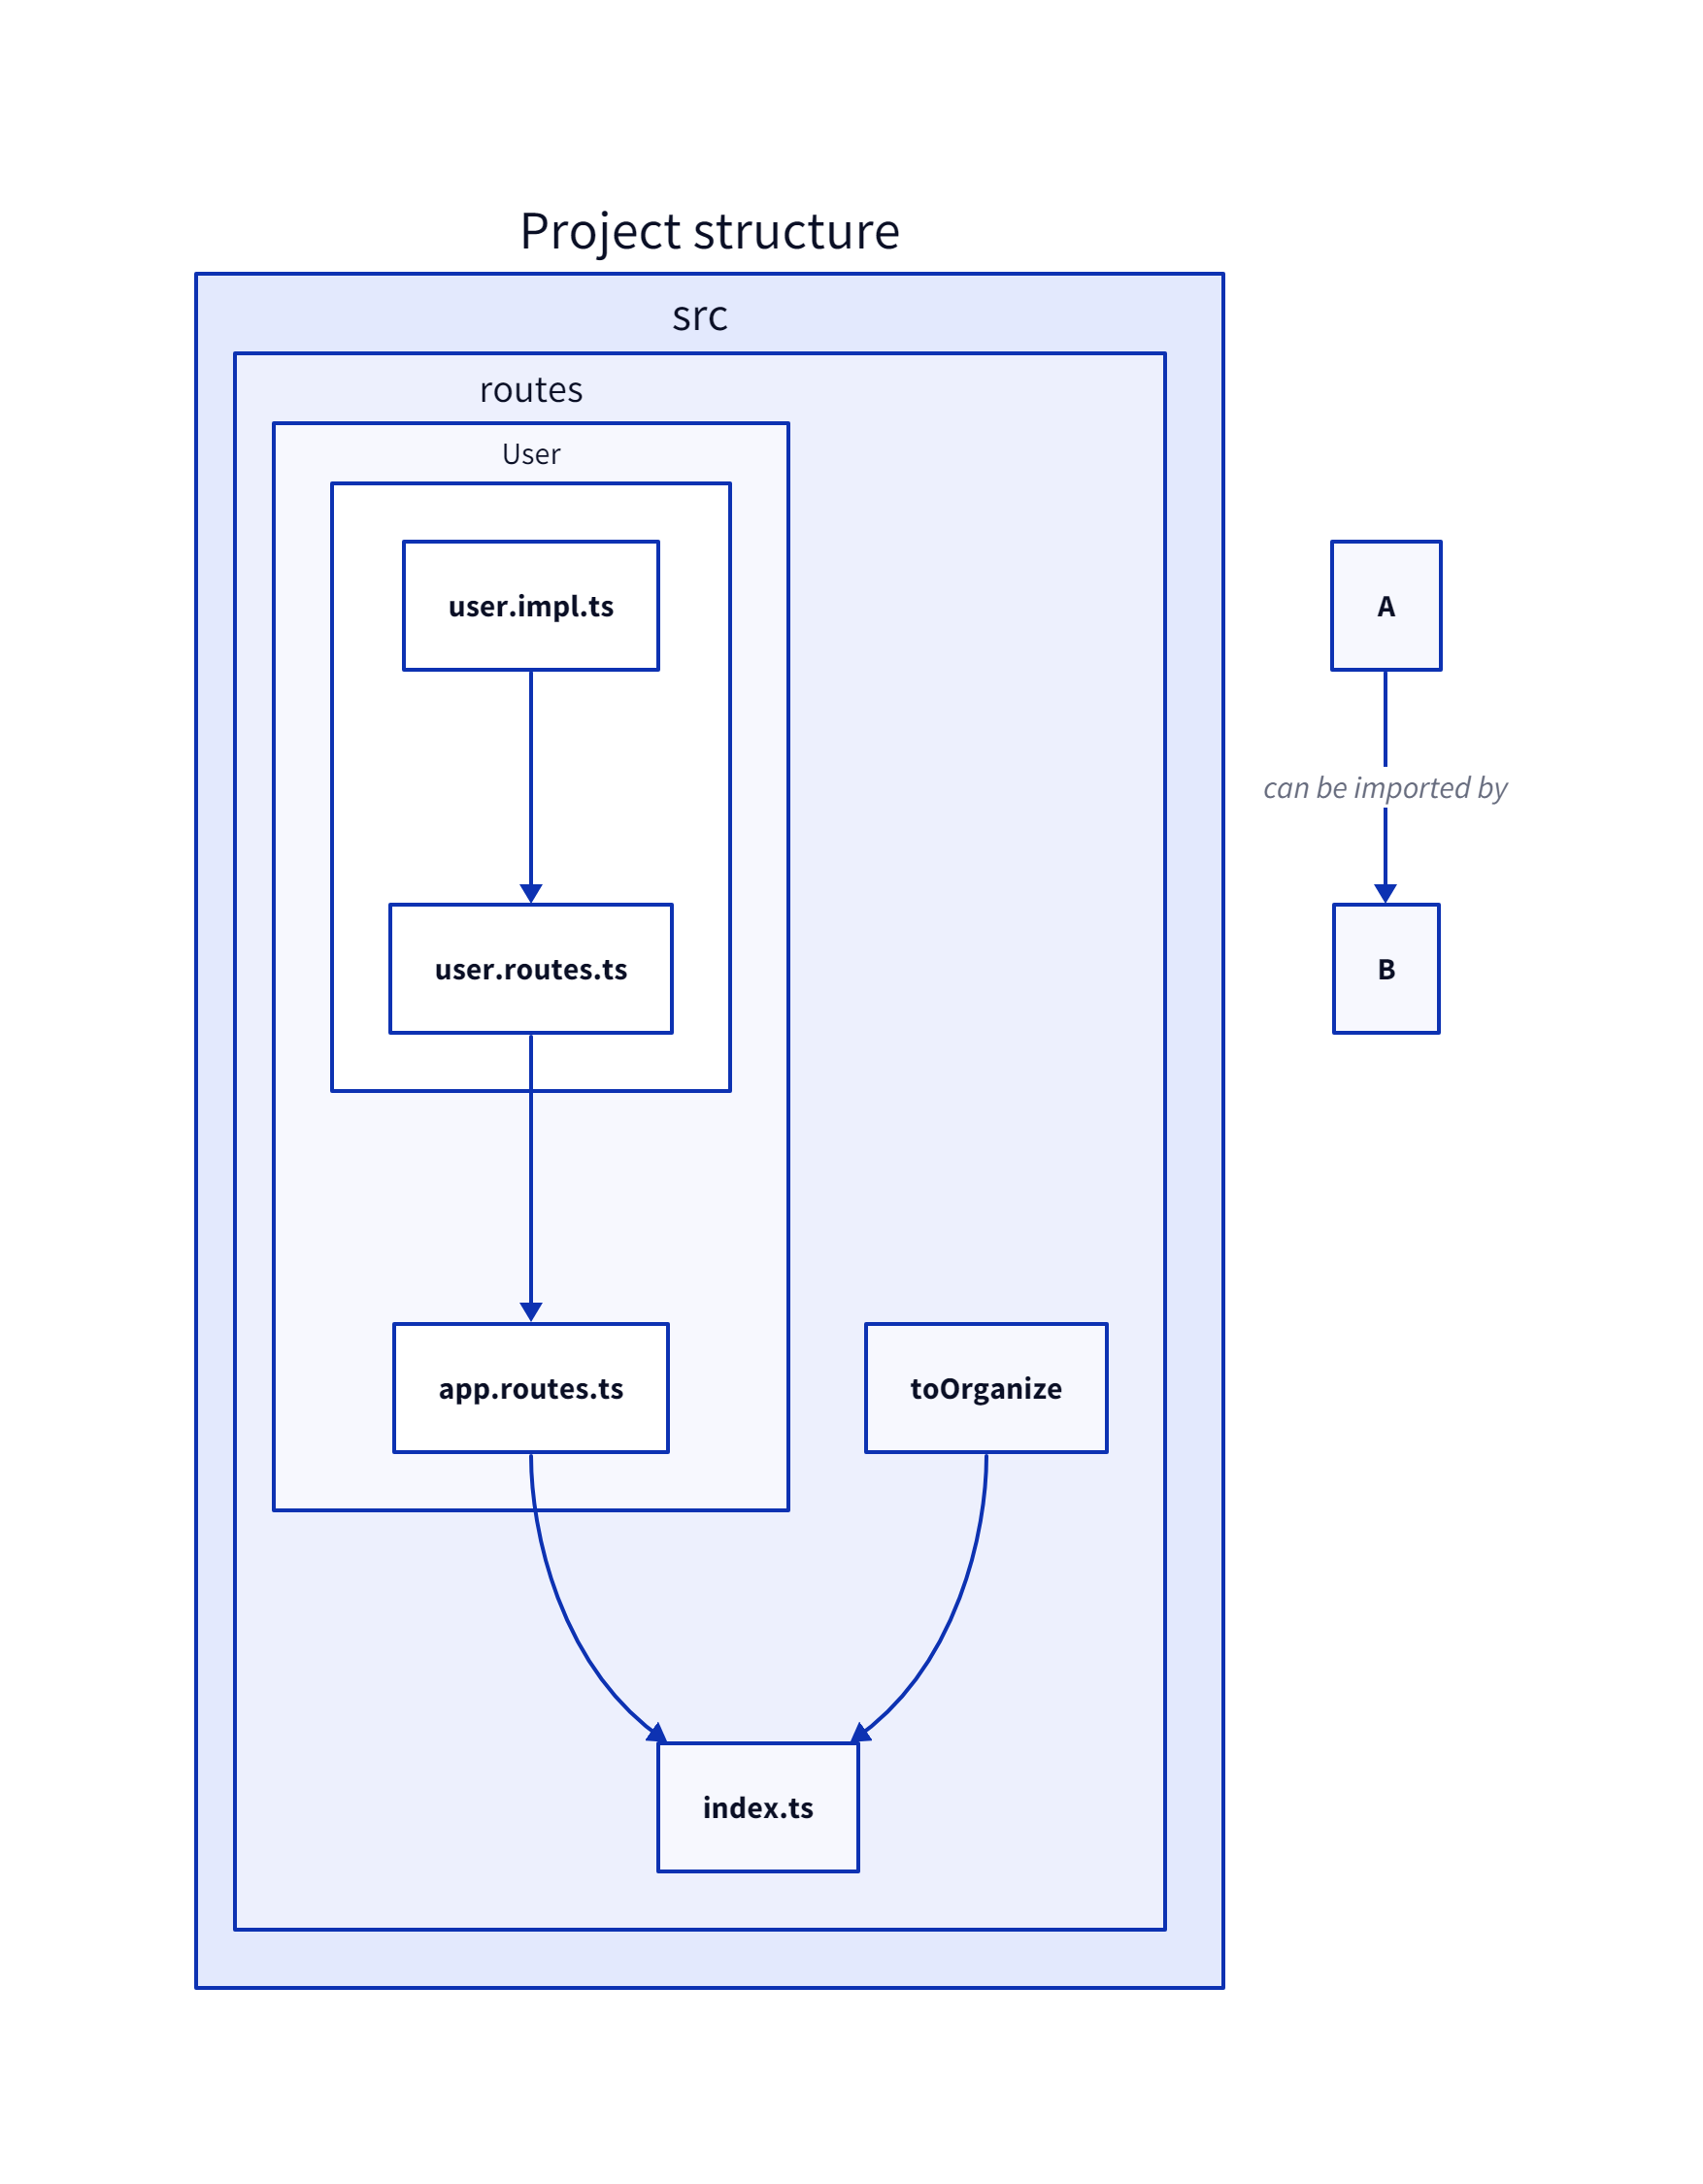 Project structure
src
routes
User
user.impl.ts
A
can be imported by
user.routes.ts
B
app.routes.ts
toOrganize
index.ts